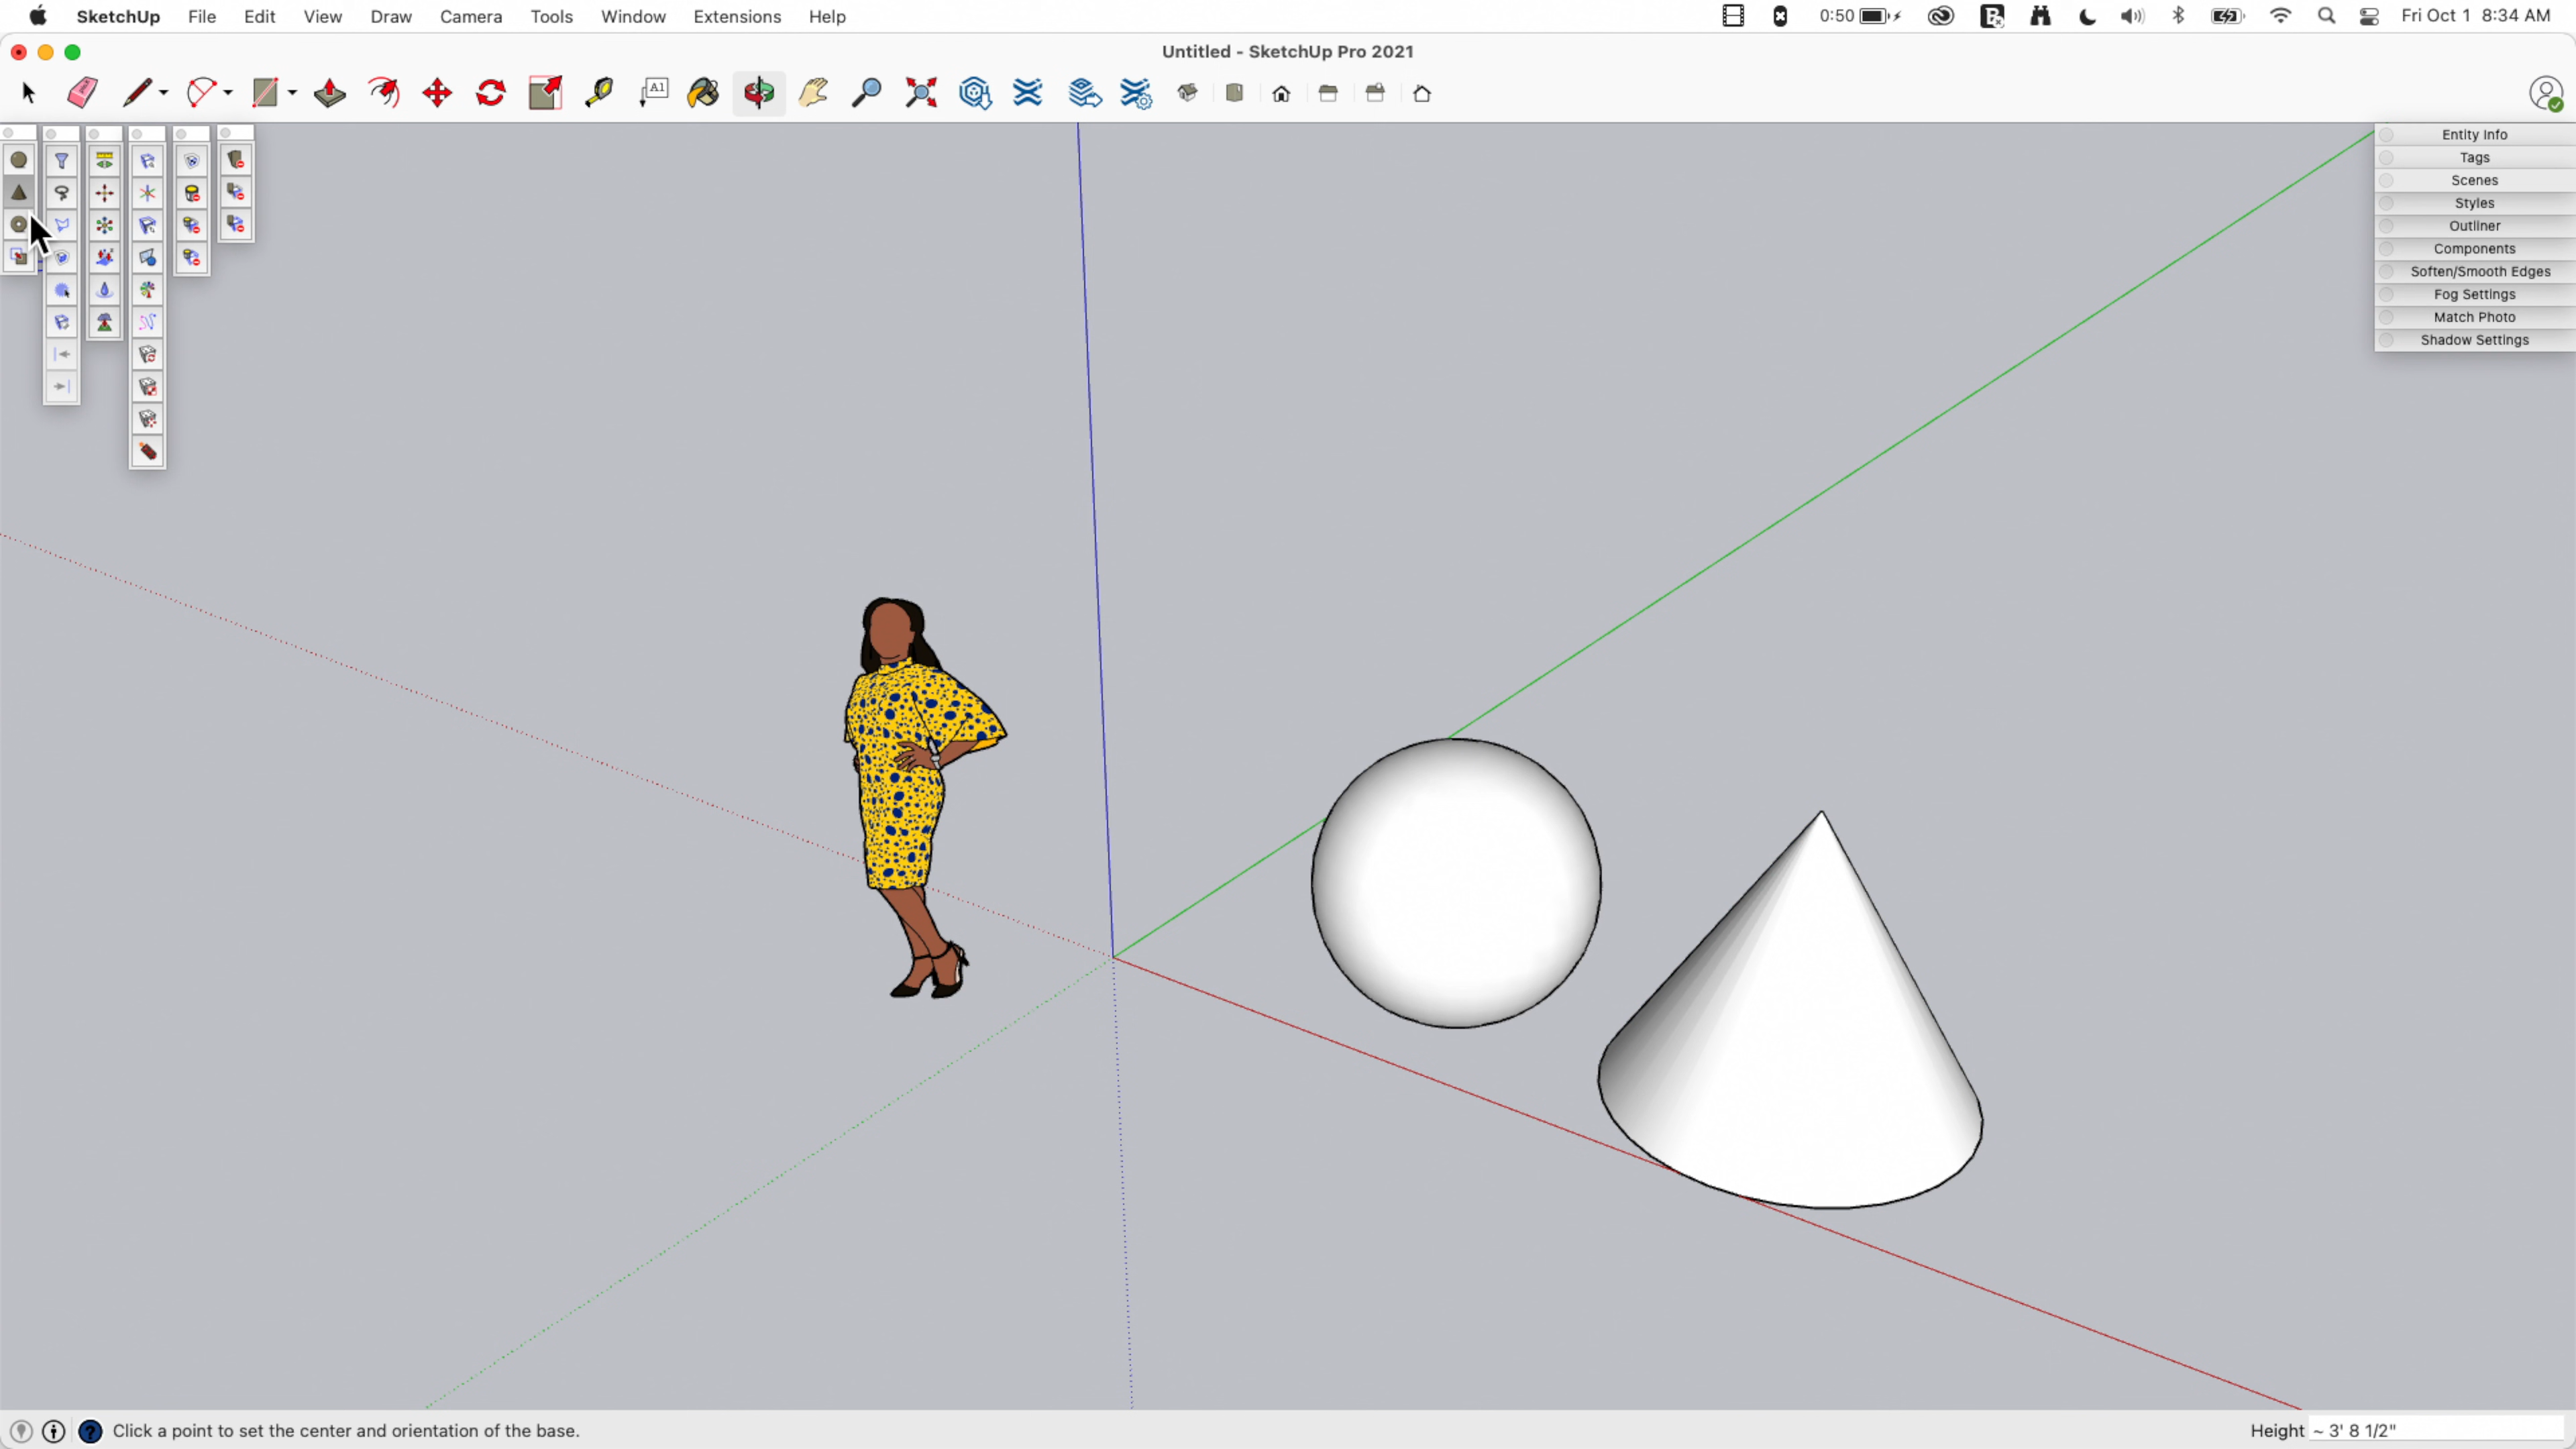 SketchUp File Edit View Draw Camera Tools Window Extensions Help 0:50 Fri Oct 1 8:34 AM
Untitled - SketchUp Pro 2021
A1
Entity Info
Tags
Scenes
Styles
Outliner
Components
Soften/Smooth Edges
Fog Settings
Match Photo
Shadow Settings
Click a point to set the center and orientation of the base.
Height ~ 3' 8 1/2"